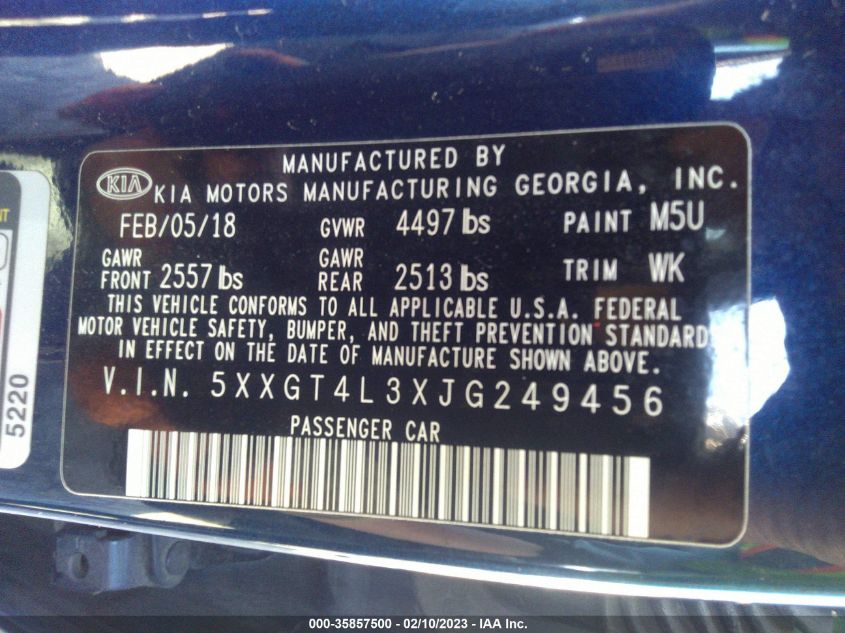 MANUFACTURED BY
KIA KIA MOTORS MANUFACTURING GEORGIA, INC.
FEB/05/18 GVWR 4497 lbs PAINT M5U
GAWR FRONT 2557 lbs GAWR REAR 2513 lbs TRIM WK
THIS VEHICLE CONFORMS TO ALL APPLICABLE U.S.A. FEDERAL
MOTOR VEHICLE SAFETY, BUMPER, AND THEFT PREVENTION STANDARDS
IN EFFECT ON THE DATE OF MANUFACTURE SHOWN ABOVE.
V.I.N. 5XXGT4L3XJG249456
PASSENGER CAR
5220
000-35857500 - 02/10/2023 - IAA Inc.